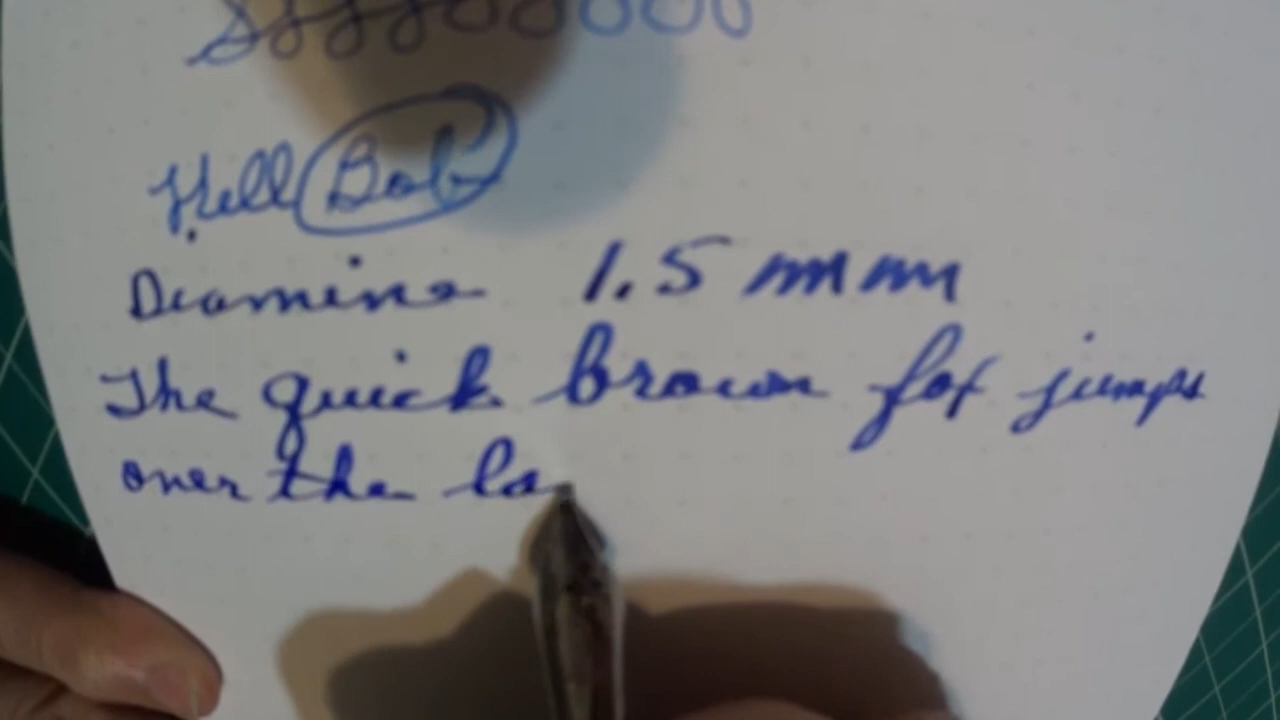 Hell Bob
Diamine 1.5 mm
The quick brown fox jumps
over the la